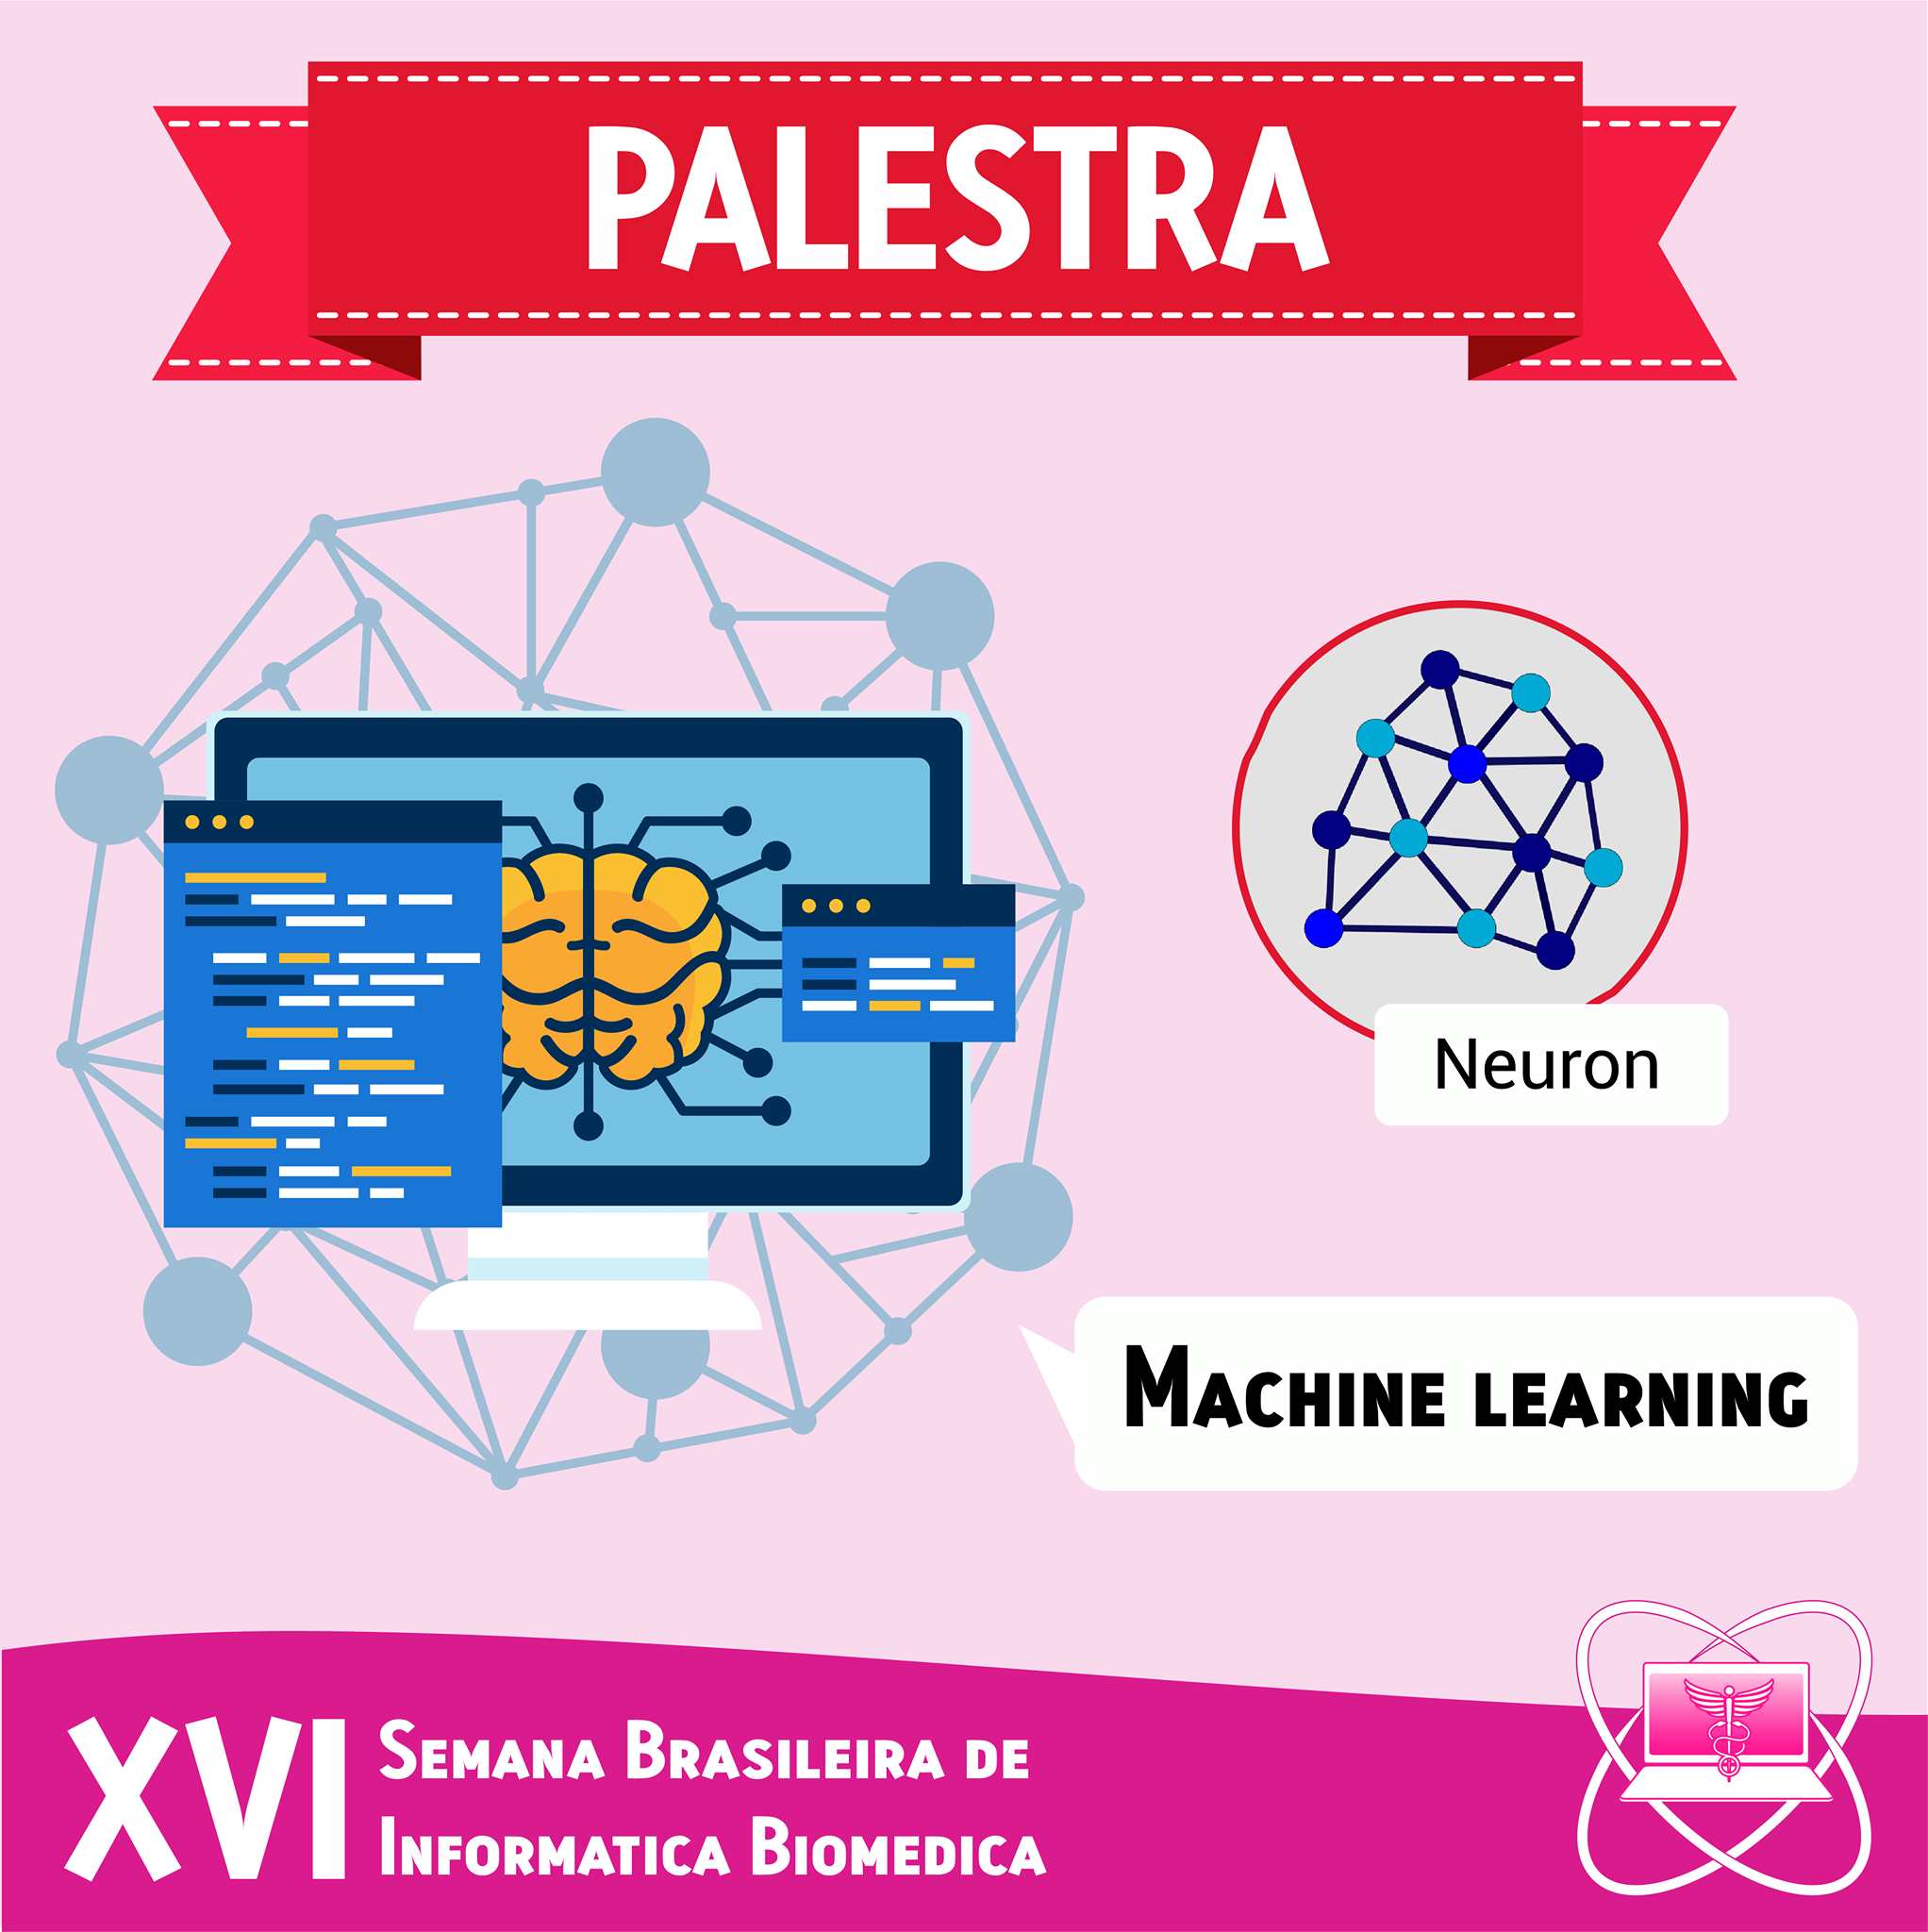 PALESTRA
Neuron
MACHINE LEARNING
XVI
SEMANA BRASILEIRA DE
INFORMATICA BIOMEDICA